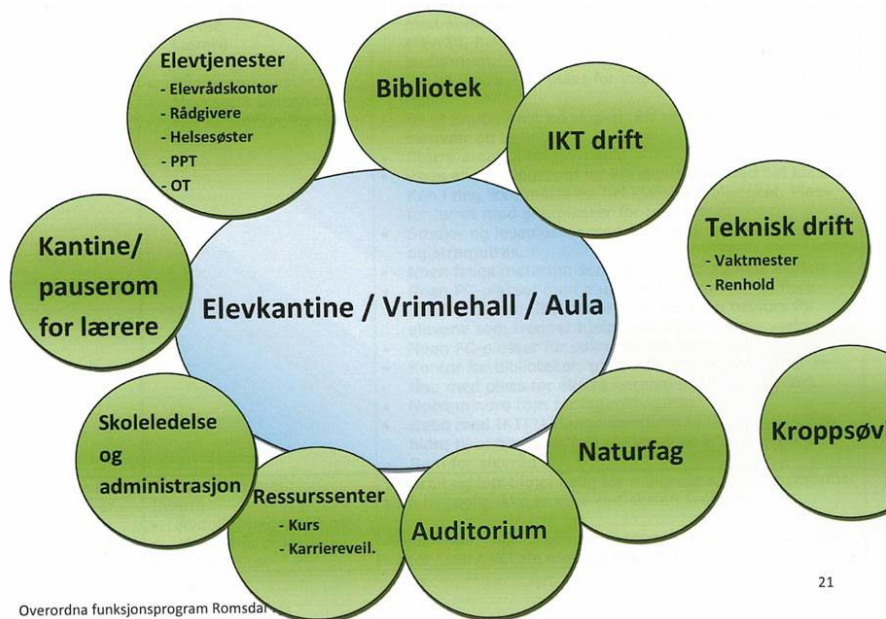 Elevtjenester
- Elevrådskontor
- Rådgivere
- Helsesøster
- PPT
- OT
Bibliotek
IKT drift
Teknisk drift
- Vaktmester
- Renhold
Kantine/
pauserom
for lærere
Elevkantine / Vrimlehall / Aula
Skoleledelse
og
administrasjon
Ressurssenter
- Kurs
- Karriereveil.
Auditorium
Naturfag
Kroppsøv
21
Overordna funksjonsprogram Romsdal